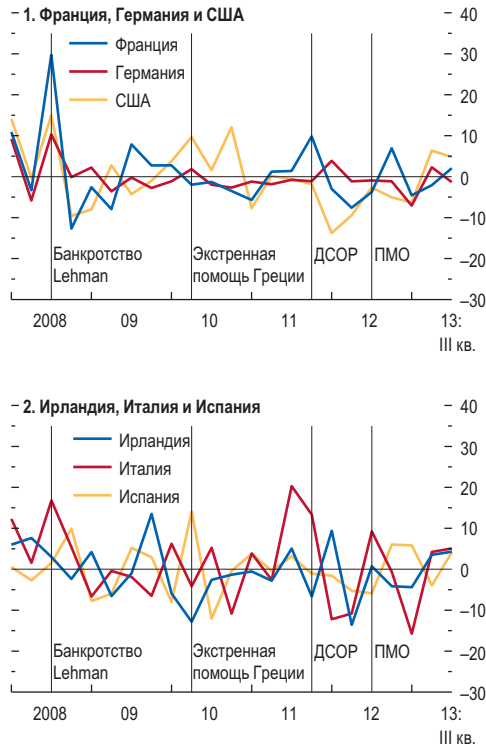 1. Франция, Германия и США
Франция
Германия
США
40
30
20
10
0
–10
–20
–30
Банкротство
Lehman
Экстренная
помощь Греции
ДСОР
ПМО
2008
09
10
11
12
13:
III кв.
2. Ирландия, Италия и Испания
Ирландия
Италия
Испания
40
30
20
10
0
–10
–20
–30
Банкротство
Lehman
Экстренная
помощь Греции
ДСОР
ПМО
2008
09
10
11
12
13:
III кв.